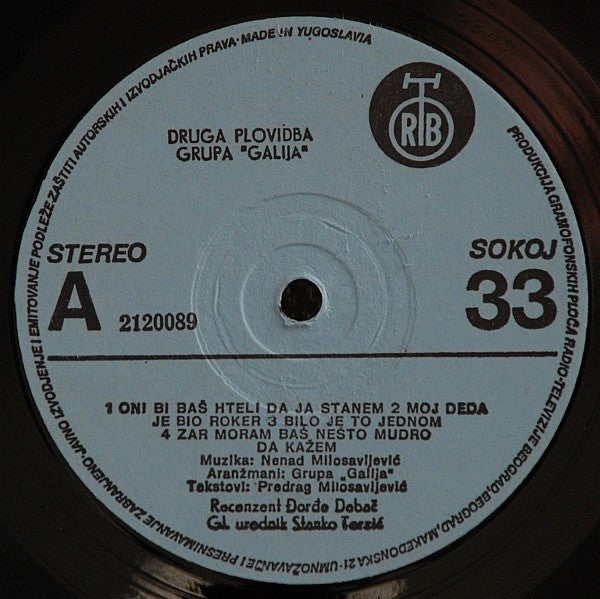 PRODUKCIJA GRAMOFONSKIH PLOČA RADIO-TELEVIZIJE BEOGRAD, BEOGRAD, MAKEDONSKA 21 · UMNOŽAVANJE I PRESNIMAVANJE ZABRANJENO · JAVNO IZVODJENJE I EMITOVANJE PODLEŽE ZAŠTITI AUTORSKIH I IZVODJAČKIH PRAVA · MADE IN YUGOSLAVIA
RTB
DRUGA PLOVIDBA
GRUPA "GALIJA"
STEREO
SOKOJ
A
2120089
33
1 ONI BI BAŠ HTELI DA JA STANEM 2 MOJ DEDA
JE BIO ROKER 3 BILO JE TO JEDNOM
4 ZAR MORAM BAŠ NEŠTO MUDRO
DA KAŽEM
Muzika: Nenad Milosavljević
Aranžmani: Grupa "Galija"
Tekstovi: Predrag Milosavljević
Recenzent Đorđe Debač
Gl. urednik Stanko Terzić